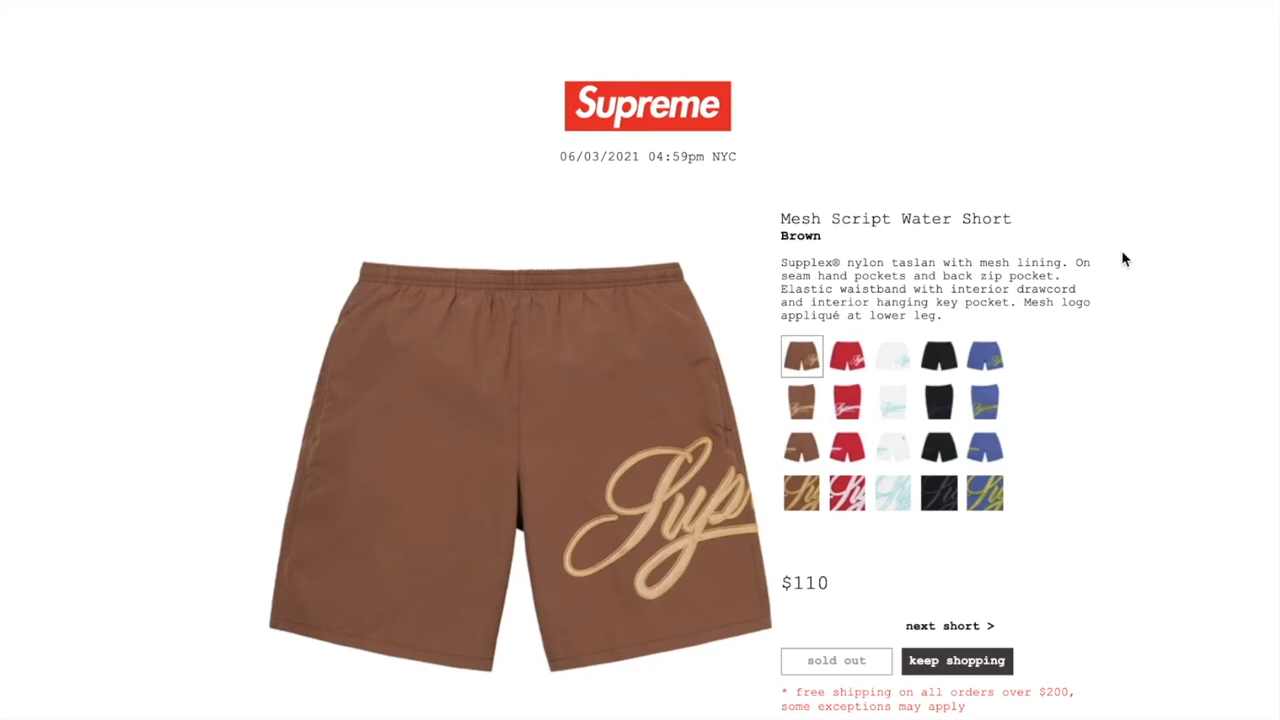 Supreme
06/03/2021 04:59pm NYC
Mesh Script Water Short
Brown
Supplex® nylon taslan with mesh lining. On
seam hand pockets and back zip pocket.
Elastic waistband with interior drawcord
and interior hanging key pocket. Mesh logo
appliqué at lower leg.
Sup
$110
next short >
sold out
keep shopping
* free shipping on all orders over $200,
some exceptions may apply